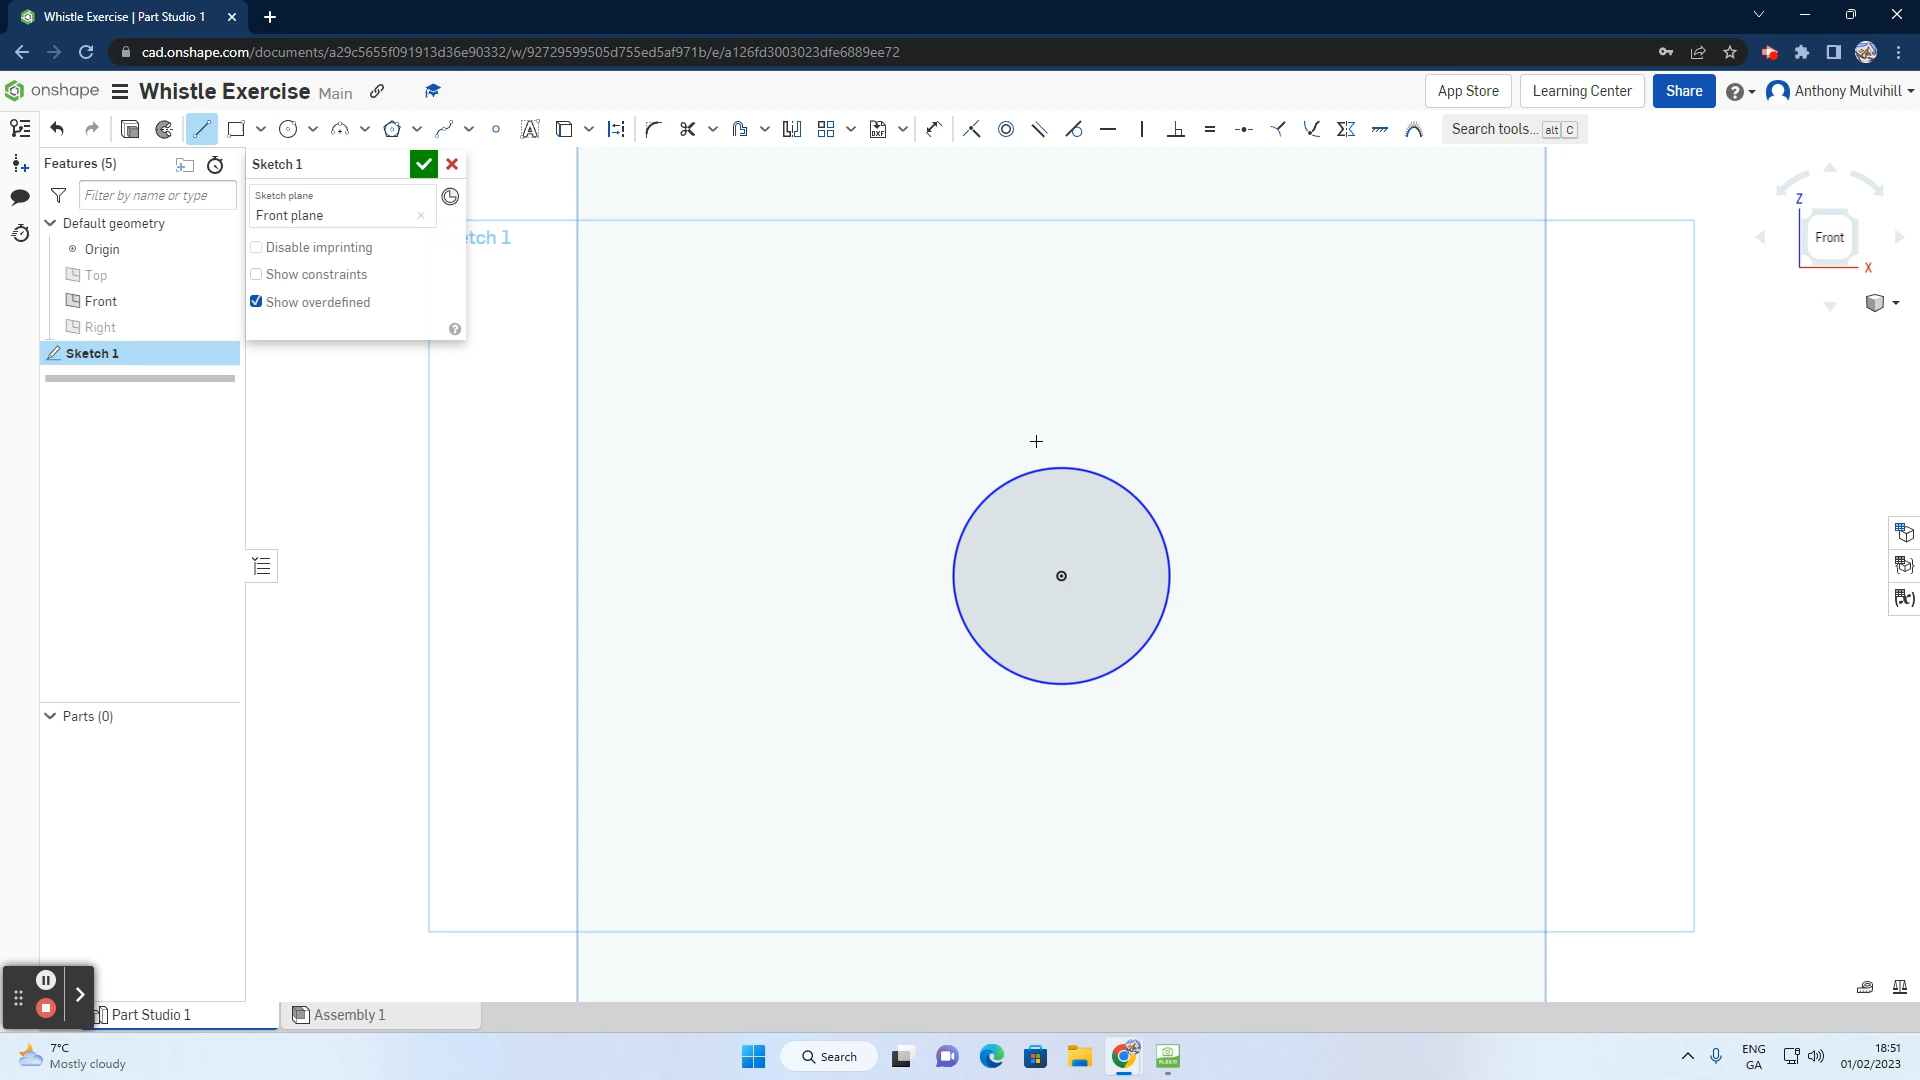 Whistle Exercise | Part Studio 1
cad.onshape.com/documents/a29c5655f091913d36e90332/w/92729599505d755ed5af971b/e/a126fd3003023dfe6889ee72
onshape Whistle Exercise Main App Store Learning Center Share Anthony Mulvihill
Search tools... alt C
Features (5)
Filter by name or type
Default geometry
Origin
Top
Front
Right
Sketch 1
Parts (0)
Sketch 1
Sketch plane
Front plane
Disable imprinting
Show constraints
Show overdefined
tch 1
Z
Front
X
Part Studio 1 Assembly 1
7°C
Mostly cloudy
Search
ENG
GA
18:51
01/02/2023